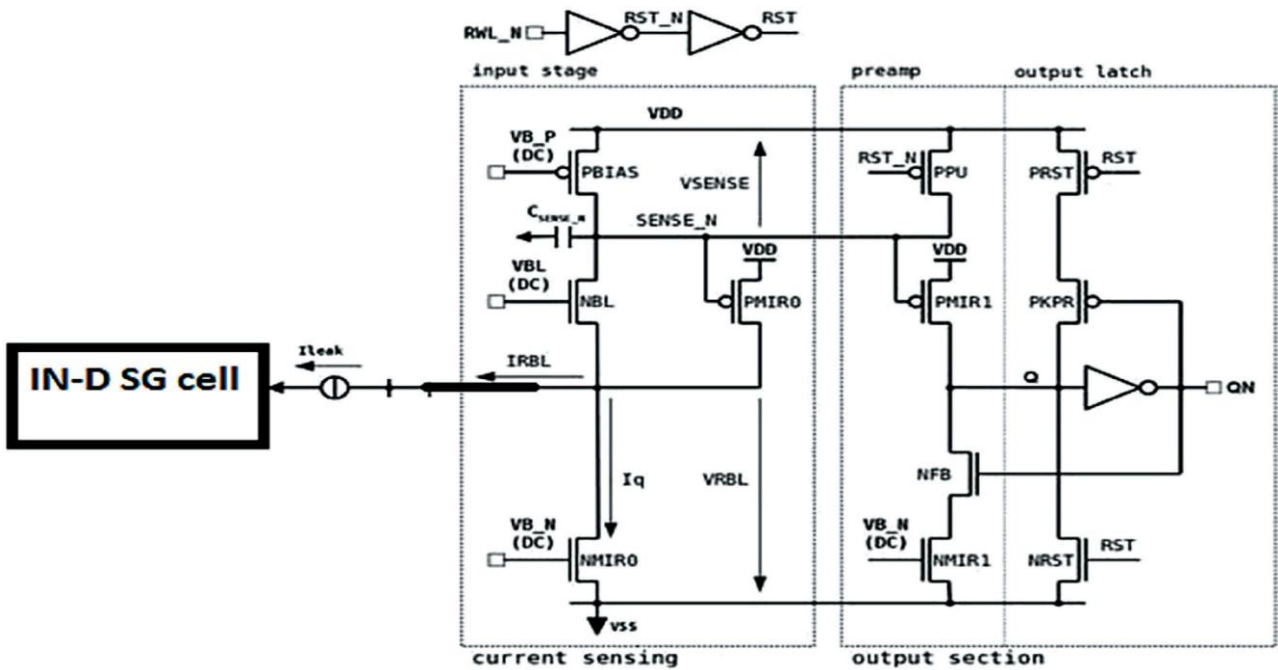 RWL_N
RST_N
RST
input stage
preamp
output latch
VDD
VB_P
(DC)
PBIAS
VSENSE
RST_N
PPU
PRST
RST
CSENSE_N
SENSE_N
VDD
VDD
VBL
(DC)
NBL
PMIR0
PMIR1
PKPR
IN-D SG cell
Ileak
IRBL
Q
QN
Iq
VRBL
NFB
VB_N
(DC)
NMIR0
VB_N
(DC)
NMIR1
NRST
RST
vss
current sensing
output section